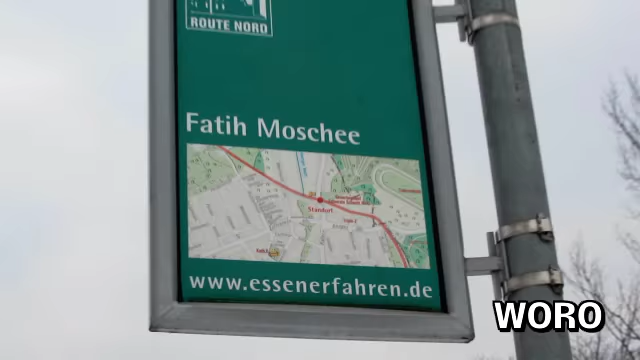 ROUTE NORD
Fatih Moschee
Standort
www.essenerfahren.de
WORO